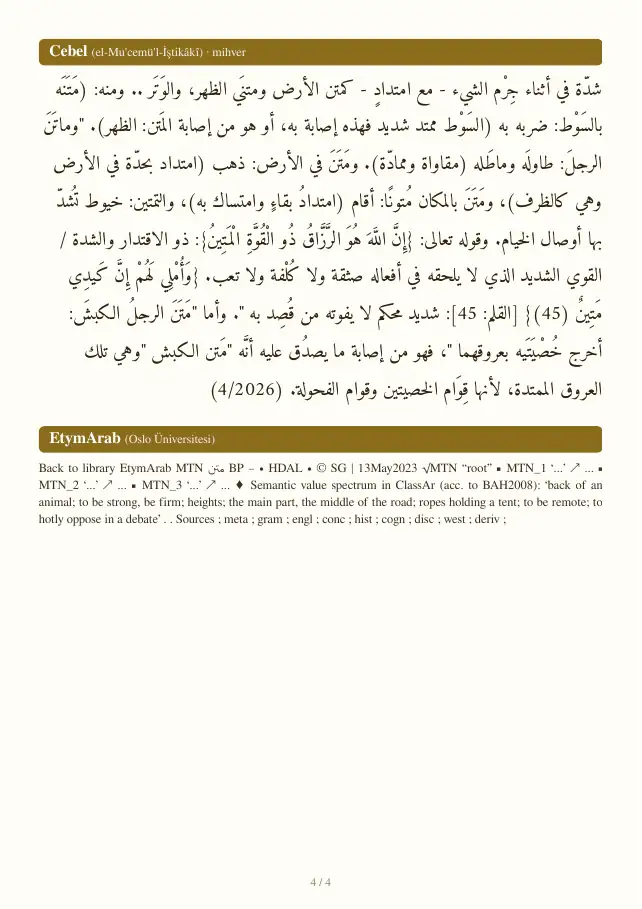 Cebel (el-Mu'cemü'l-İştikâkî) · mihver
شدّة في أثناء جِرْم الشيء - مع امتدادٍ - كمتن الأرض ومتنَي الظهر، والوَتَر .. ومنه: (مَتَنَه
بالسَوْط: ضربه به (السَوْط ممتد شديد فهذه إصابة به، أو هو من إصابة المَتن: الظهر). "وماتَنَ
الرجلَ: طاولَه وماطَله (مقاواة ومماددّة). ومَتَنَ في الأرض: ذهب (امتداد بحدّة في الأرض
وهي كالظرف)، ومَتَنَ بالمكان مُتونًا: أقام (امتدادُ بقاءٍ وامتساك به)، والتمتين: خيوط تُشدّ
بها أوصال الخيام. وقوله تعالى: {إِنَّ اللَّهَ هُوَ الرَّزَّاقُ ذُو الْقُوَّةِ الْمَتِينُ}: ذو الاقتدار والشدة /
القوي الشديد الذي لا يلحقه في أفعاله صثقة ولا كُلْفة ولا تعب. {وَأُمْلِي لَهُمْ إِنَّ كَيدِي
مَتِينٌ (45)} [القلم: 45]: شديد محكم لا يفوته من قُصِد به ". وأما "مَتَنَ الرجلُ الكبشَ:
أخرج خُصْيَتَيه بعروقهما "، فهو من إصابة ما يصدُق عليه أنَّه "مَتن الكبش "وهي تلك
العروق الممتدة، لأنها قِوَام الخصيتين وقوام الفحولة. (4/2026)
EtymArab (Oslo Üniversitesi)
Back to library EtymArab MTN متن BP – • HDAL • © SG | 13May2023 √MTN “root” ▪ MTN_1 ‘...’ ↗ ... ▪
MTN_2 ‘...’ ↗ ... ▪ MTN_3 ‘...’ ↗ ... ♦ Semantic value spectrum in ClassAr (acc. to BAH2008): ‘back of an
animal; to be strong, be firm; heights; the main part, the middle of the road; ropes holding a tent; to be remote; to
hotly oppose in a debate’ . . Sources ; meta ; gram ; engl ; conc ; hist ; cogn ; disc ; west ; deriv ;
4 / 4